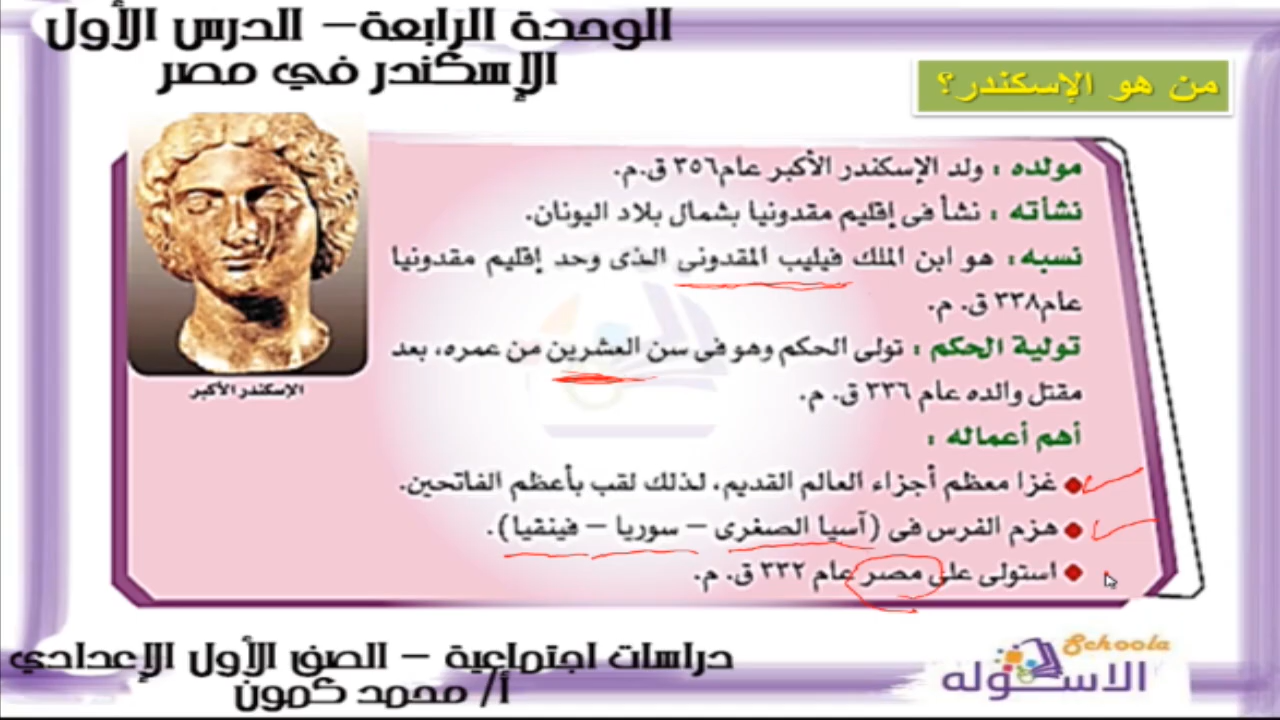 الوحدة الرابعة- الدرس الأول
الإسكندر في مصر
من هو الإسكندر؟
مولده : ولد الإسكندر الأكبر عام٣٥٦ ق.م.
نشأته : نشأ فى إقليم مقدونيا بشمال بلاد اليونان.
نسبه : هو ابن الملك فيليب المقدونى الذى وحد إقليم مقدونيا
عام٣٣٨ ق. م.
تولية الحكم : تولى الحكم وهو فى سن العشرين من عمره، بعد
مقتل والده عام ٣٣٦ ق. م.
أهم أعماله :
غزا معظم أجزاء العالم القديم، لذلك لقب بأعظم الفاتحين.
هزم الفرس فى (آسيا الصغرى – سوريا – فينقيا).
استولى على مصر عام ٣٣٢ ق. م.
الإسكندر الأكبر
دراسات اجتماعية – الصف الأول الإعدادي
أ/ محمد كمون
Schoola
الاسكوله